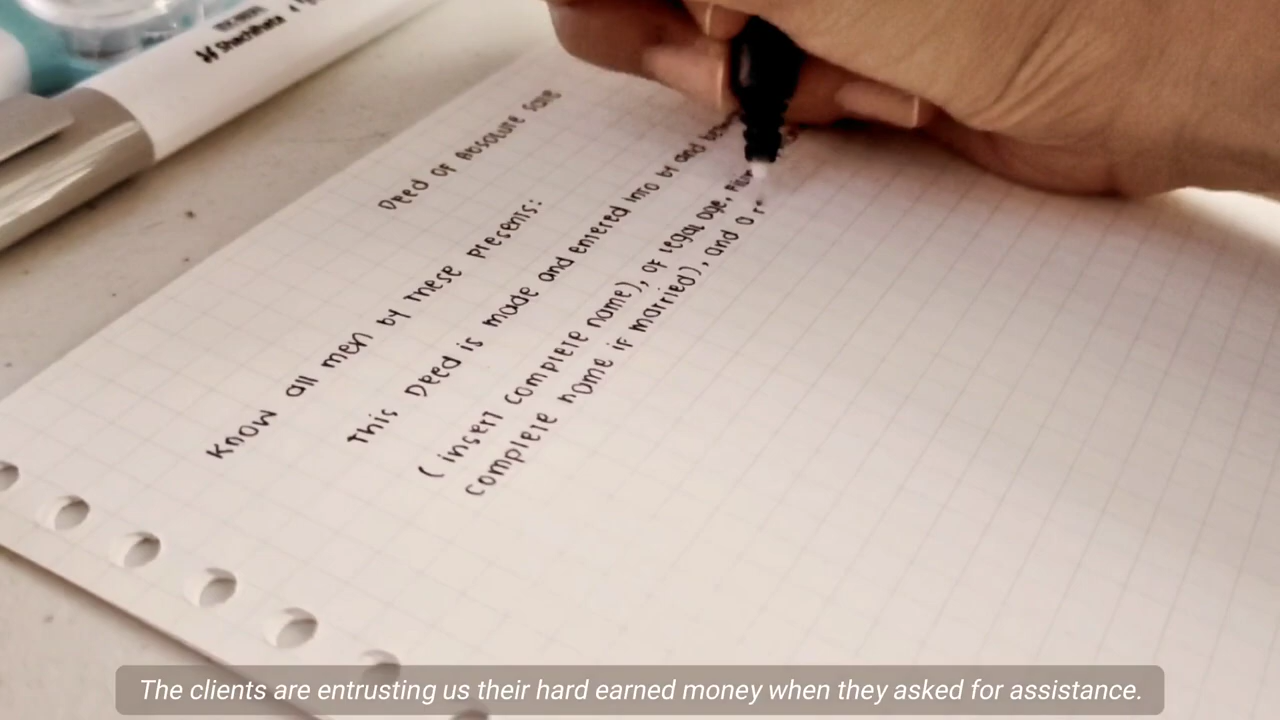 Shachihata
Deed of Absolute Sale
Know all men by these presents:
This Deed is made and entered into by and
(insert complete name), of legal age,
complete name if married), and a
The clients are entrusting us their hard earned money when they asked for assistance.